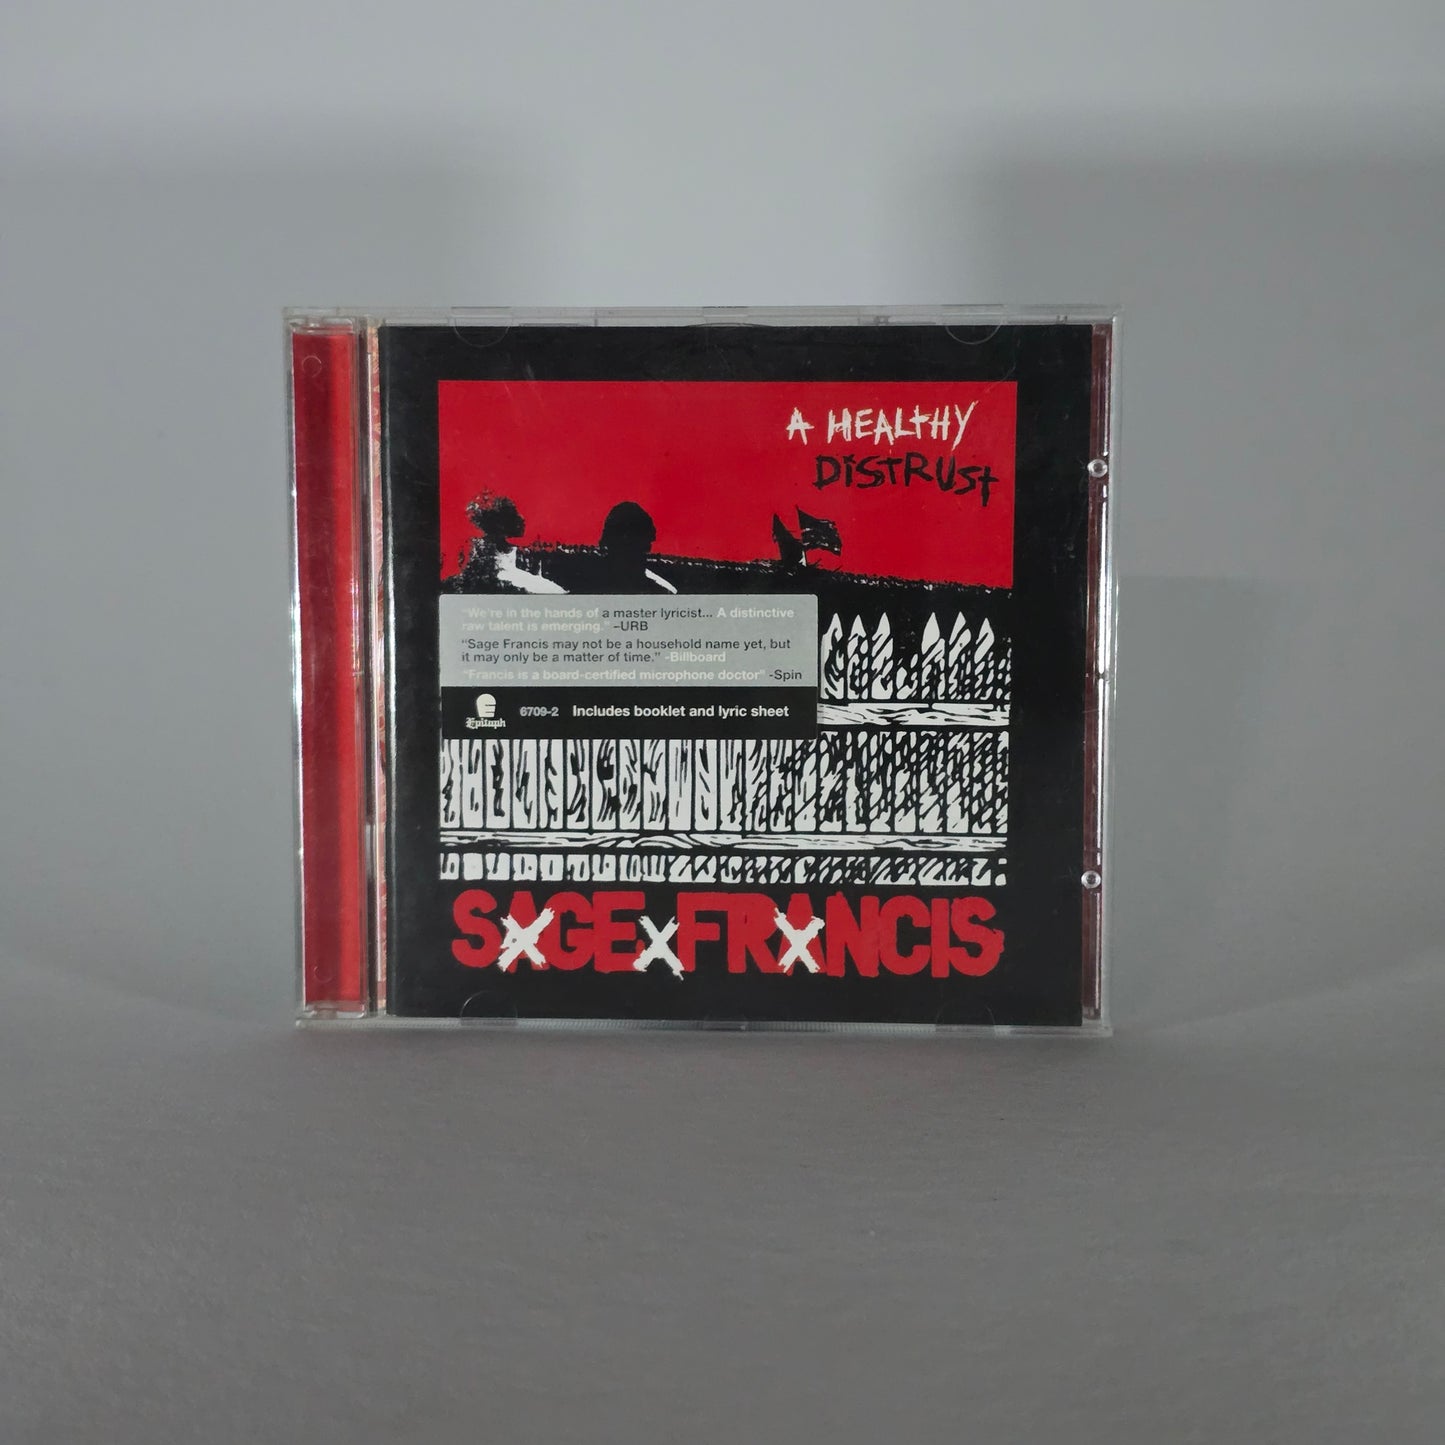 A HEALTHY
DISTRUST
"We're in the hands of a master lyricist... A distinctive
raw talent is emerging." -URB
"Sage Francis may not be a household name yet, but
it may only be a matter of time." -Billboard
"Francis is a board-certified microphone doctor" -Spin
Epitaph
6709-2 Includes booklet and lyric sheet
SAGE X FRANCIS